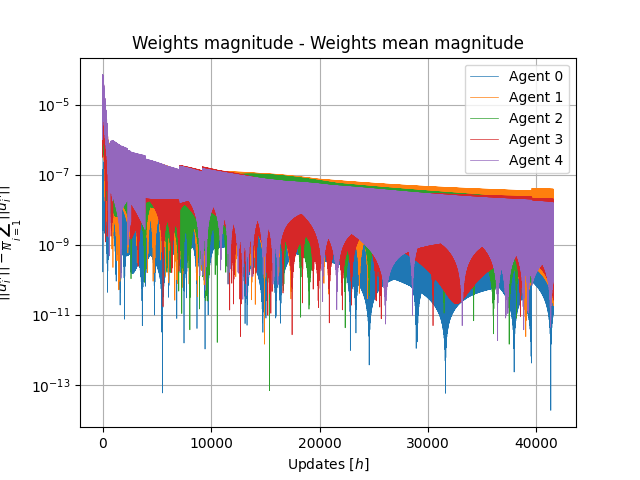 Weights magnitude - Weights mean magnitude
Agent 0
Agent 1
Agent 2
Agent 3
Agent 4
10⁻⁵
10⁻⁷
10⁻⁹
10⁻¹¹
10⁻¹³
0 10000 20000 30000 40000
Updates [h]